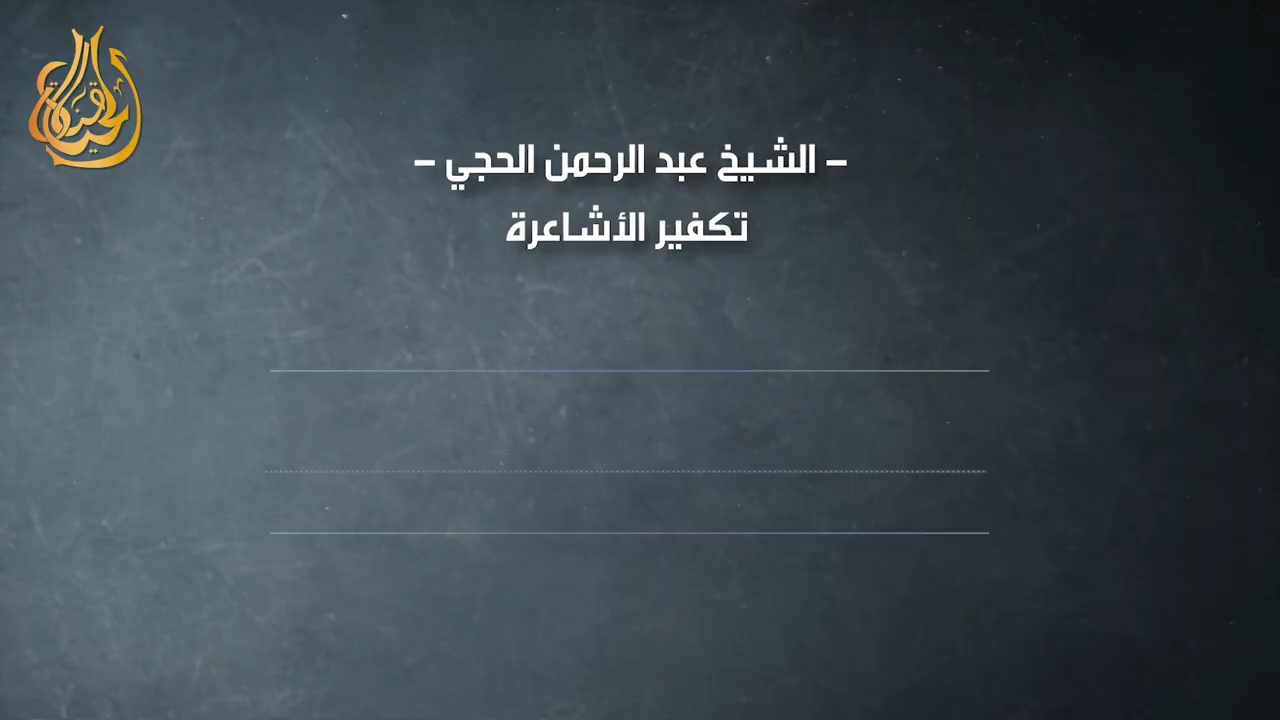 – الشيخ عبد الرحمن الحجي –
تكفير الأشاعرة